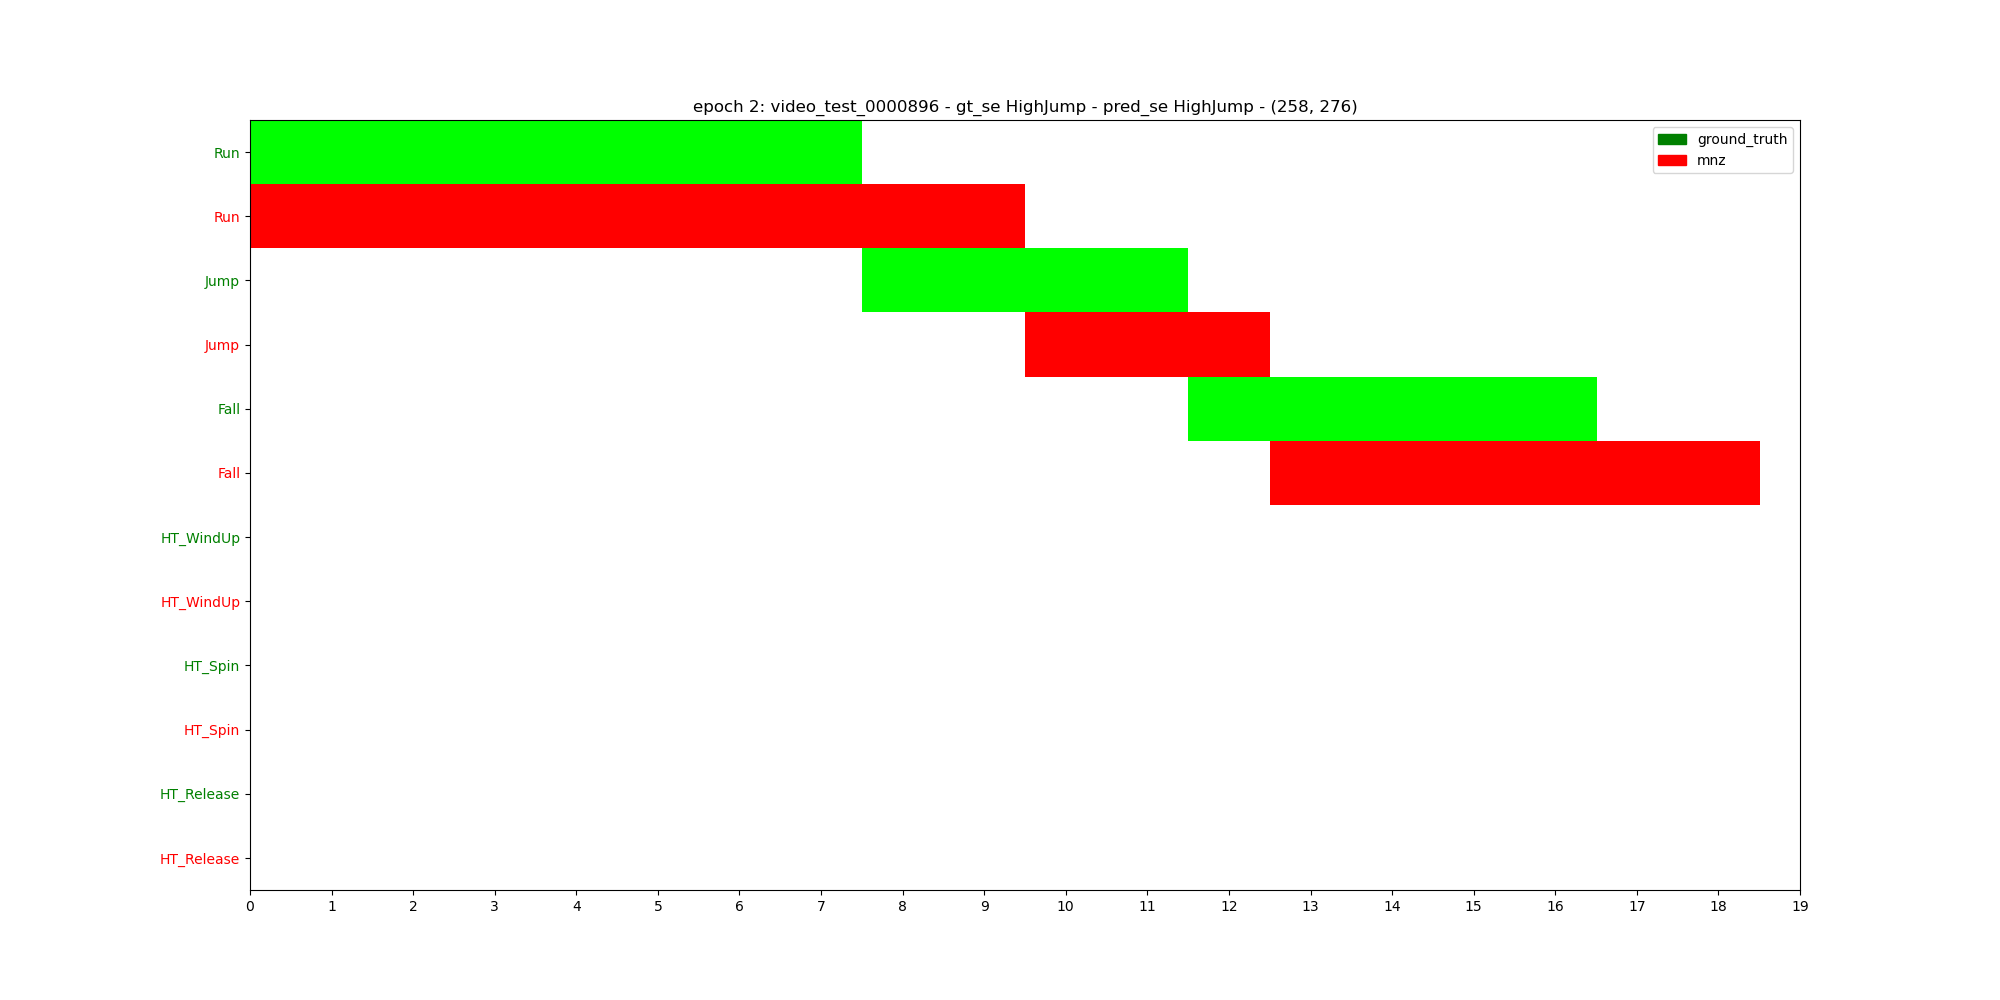 epoch 2: video_test_0000896 - gt_se HighJump - pred_se HighJump - (258, 276)
ground_truth
mnz
Run
Run
Jump
Jump
Fall
Fall
HT_WindUp
HT_WindUp
HT_Spin
HT_Spin
HT_Release
HT_Release
0 1 2 3 4 5 6 7 8 9 10 11 12 13 14 15 16 17 18 19